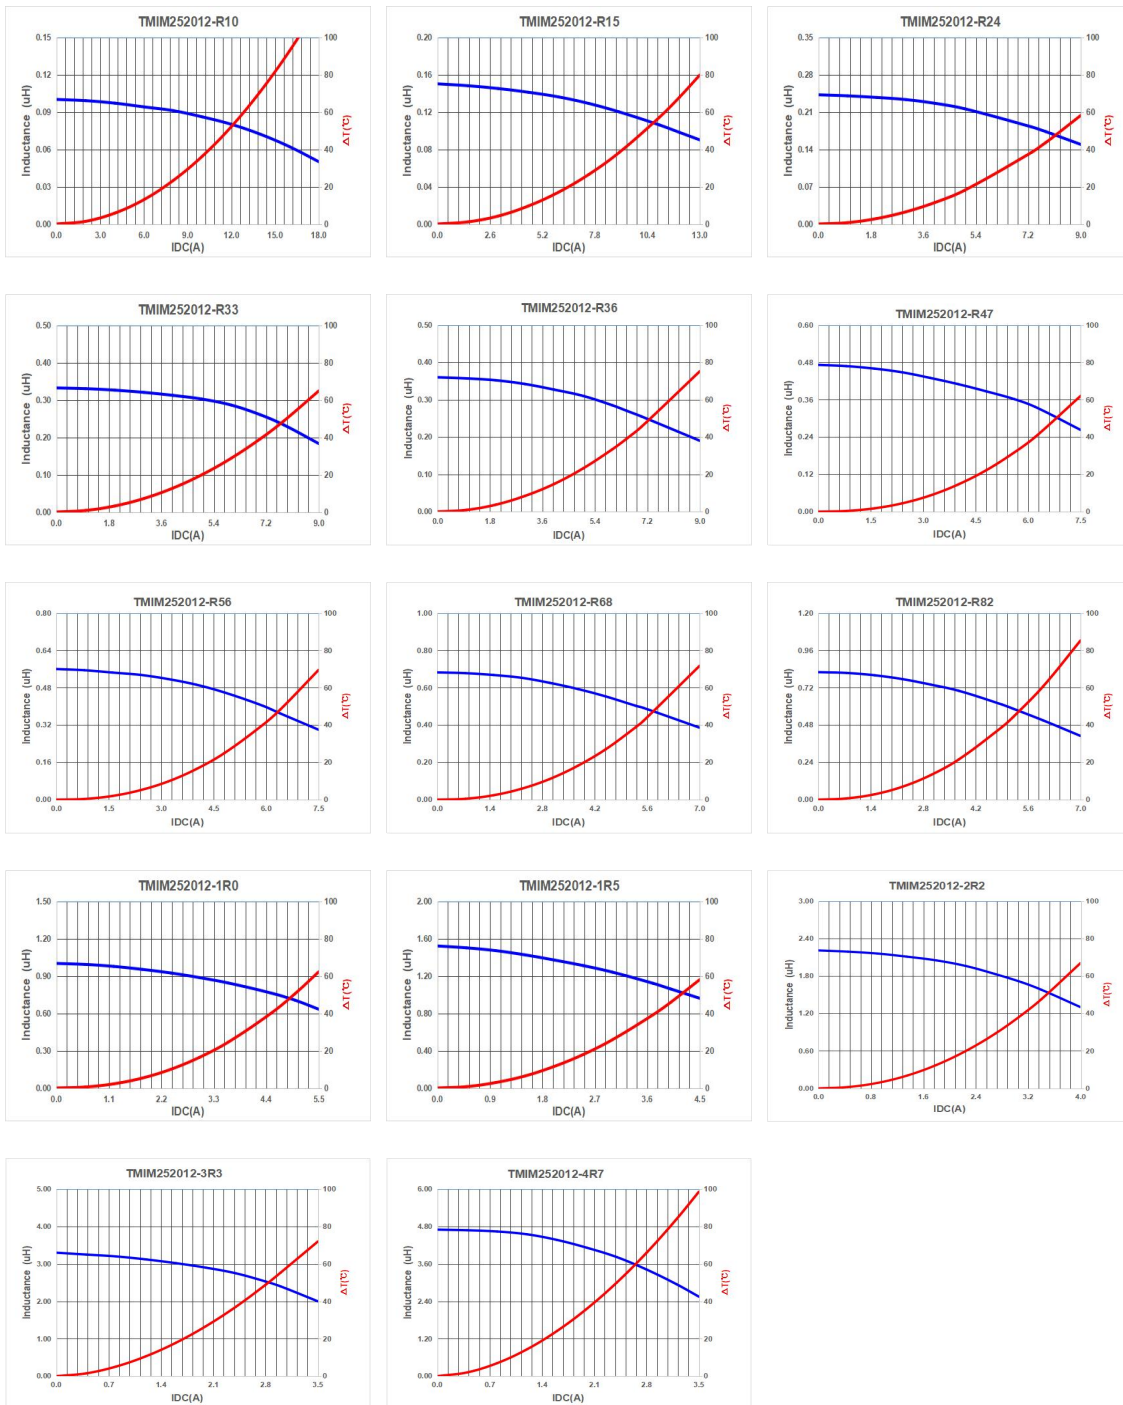 TMIM252012-R10
0.15
0.12
0.09
0.06
0.03
0.00
100
80
60
40
20
0
0.0 3.0 6.0 9.0 12.0 15.0 18.0
Inductance (uH)
ΔT(℃)
IDC(A)
TMIM252012-R15
0.20
0.16
0.12
0.08
0.04
0.00
100
80
60
40
20
0
0.0 2.6 5.2 7.8 10.4 13.0
Inductance (uH)
ΔT(℃)
IDC(A)
TMIM252012-R24
0.35
0.28
0.21
0.14
0.07
0.00
100
80
60
40
20
0
0.0 1.8 3.6 5.4 7.2 9.0
Inductance (uH)
ΔT(℃)
IDC(A)
TMIM252012-R33
0.50
0.40
0.30
0.20
0.10
0.00
100
80
60
40
20
0
0.0 1.8 3.6 5.4 7.2 9.0
Inductance (uH)
ΔT(℃)
IDC(A)
TMIM252012-R36
0.50
0.40
0.30
0.20
0.10
0.00
100
80
60
40
20
0
0.0 1.8 3.6 5.4 7.2 9.0
Inductance (uH)
ΔT(℃)
IDC(A)
TMIM252012-R47
0.60
0.48
0.36
0.24
0.12
0.00
100
80
60
40
20
0
0.0 1.5 3.0 4.5 6.0 7.5
Inductance (uH)
ΔT(℃)
IDC(A)
TMIM252012-R56
0.80
0.64
0.48
0.32
0.16
0.00
100
80
60
40
20
0
0.0 1.5 3.0 4.5 6.0 7.5
Inductance (uH)
ΔT(℃)
IDC(A)
TMIM252012-R68
1.00
0.80
0.60
0.40
0.20
0.00
100
80
60
40
20
0
0.0 1.4 2.8 4.2 5.6 7.0
Inductance (uH)
ΔT(℃)
IDC(A)
TMIM252012-R82
1.20
0.96
0.72
0.48
0.24
0.00
100
80
60
40
20
0
0.0 1.4 2.8 4.2 5.6 7.0
Inductance (uH)
ΔT(℃)
IDC(A)
TMIM252012-1R0
1.50
1.20
0.90
0.60
0.30
0.00
100
80
60
40
20
0
0.0 1.1 2.2 3.3 4.4 5.5
Inductance (uH)
ΔT(℃)
IDC(A)
TMIM252012-1R5
2.00
1.60
1.20
0.80
0.40
0.00
100
80
60
40
20
0
0.0 0.9 1.8 2.7 3.6 4.5
Inductance (uH)
ΔT(℃)
IDC(A)
TMIM252012-2R2
3.00
2.40
1.80
1.20
0.60
0.00
100
80
60
40
20
0
0.0 0.8 1.6 2.4 3.2 4.0
Inductance (uH)
ΔT(℃)
IDC(A)
TMIM252012-3R3
5.00
4.00
3.00
2.00
1.00
0.00
100
80
60
40
20
0
0.0 0.7 1.4 2.1 2.8 3.5
Inductance (uH)
ΔT(℃)
IDC(A)
TMIM252012-4R7
6.00
4.80
3.60
2.40
1.20
0.00
100
80
60
40
20
0
0.0 0.7 1.4 2.1 2.8 3.5
Inductance (uH)
ΔT(℃)
IDC(A)